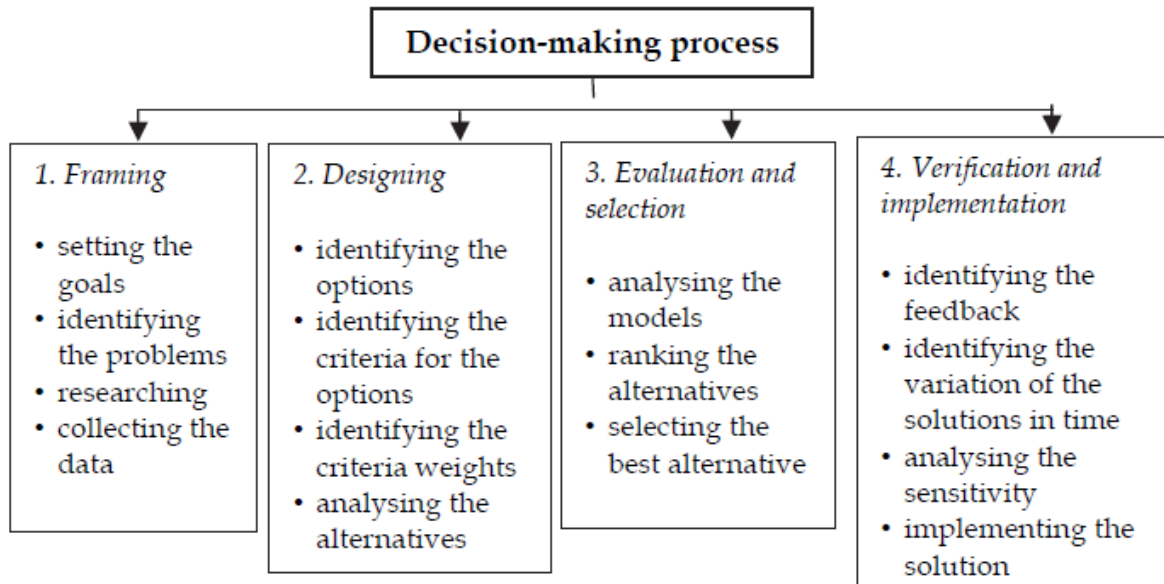 Decision-making process
1. Framing
• setting the
goals
• identifying
the problems
• researching
• collecting the
data
2. Designing
• identifying the
options
• identifying the
criteria for the
options
• identifying the
criteria weights
• analysing the
alternatives
3. Evaluation and
selection
• analysing the
models
• ranking the
alternatives
• selecting the
best alternative
4. Verification and
implementation
• identifying the
feedback
• identifying the
variation of the
solutions in time
• analysing the
sensitivity
• implementing the
solution